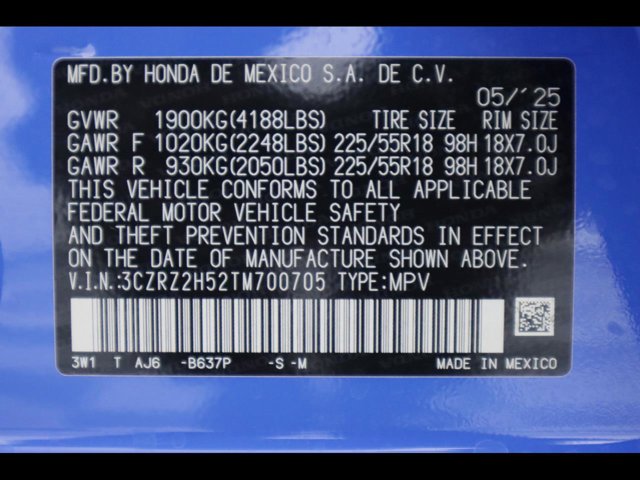 MFD.BY HONDA DE MEXICO S.A. DE C.V.
05/'25
GVWR 1900KG(4188LBS) TIRE SIZE RIM SIZE
GAWR F 1020KG(2248LBS) 225/55R18 98H 18X7.0J
GAWR R 930KG(2050LBS) 225/55R18 98H 18X7.0J
THIS VEHICLE CONFORMS TO ALL APPLICABLE
FEDERAL MOTOR VEHICLE SAFETY
AND THEFT PREVENTION STANDARDS IN EFFECT
ON THE DATE OF MANUFACTURE SHOWN ABOVE.
V.I.N.:3CZRZ2H52TM700705 TYPE:MPV
3W1 T AJ6 -B637P -S -M MADE IN MEXICO